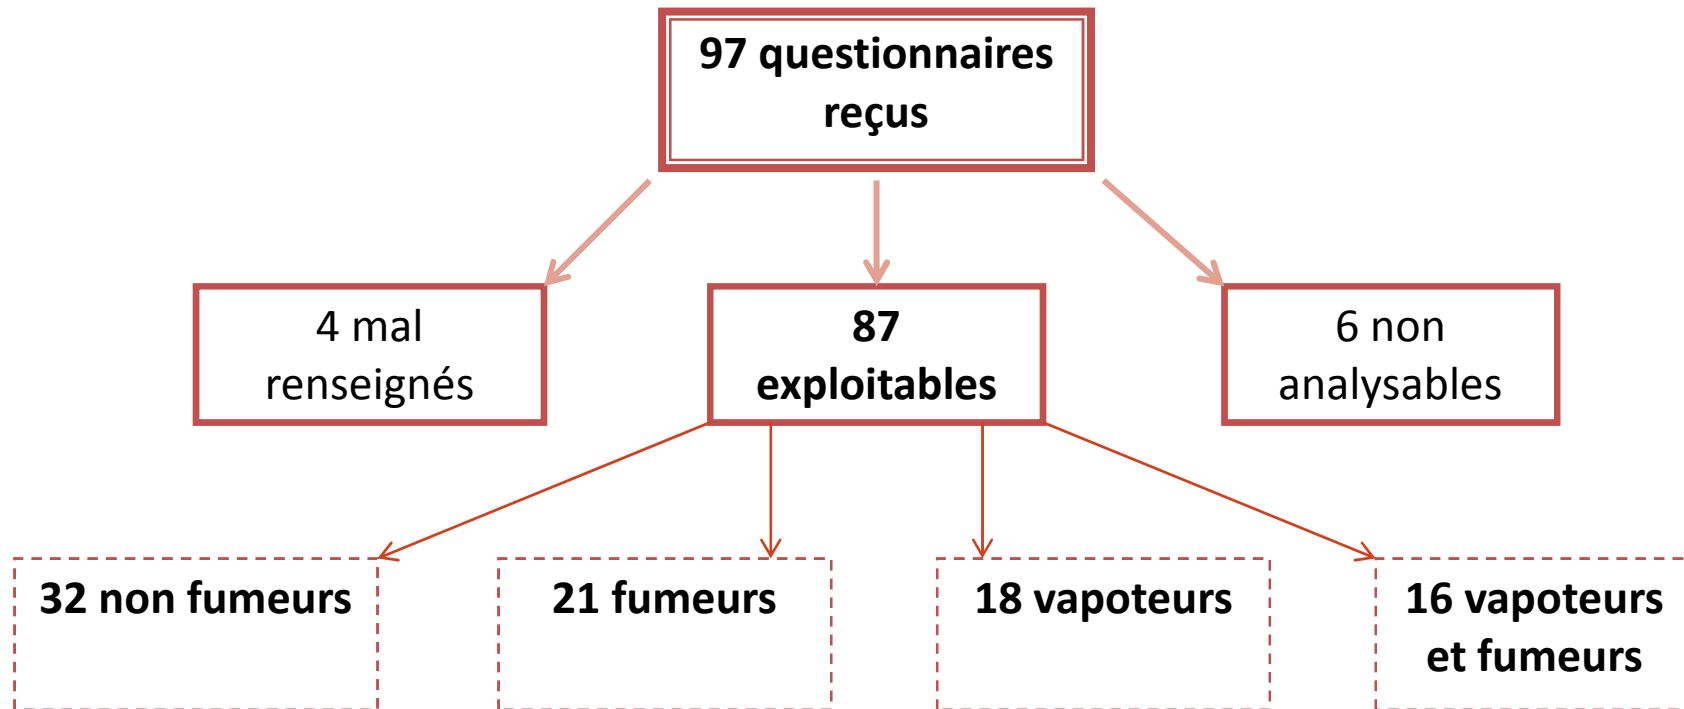 97 questionnaires
reçus
4 mal
renseignés
87
exploitables
6 non
analysables
32 non fumeurs
21 fumeurs
18 vapoteurs
16 vapoteurs
et fumeurs